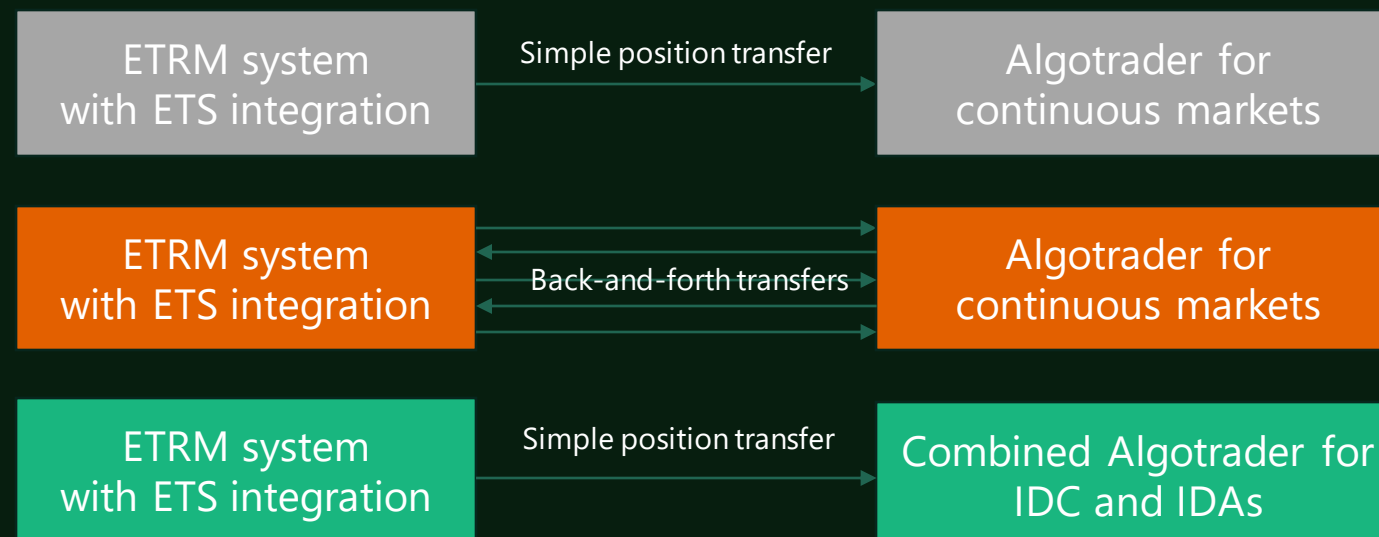 ETRM system
with ETS integration
Simple position transfer
Algotrader for
continuous markets
ETRM system
with ETS integration
Back-and-forth transfers
Algotrader for
continuous markets
ETRM system
with ETS integration
Simple position transfer
Combined Algotrader for
IDC and IDAs